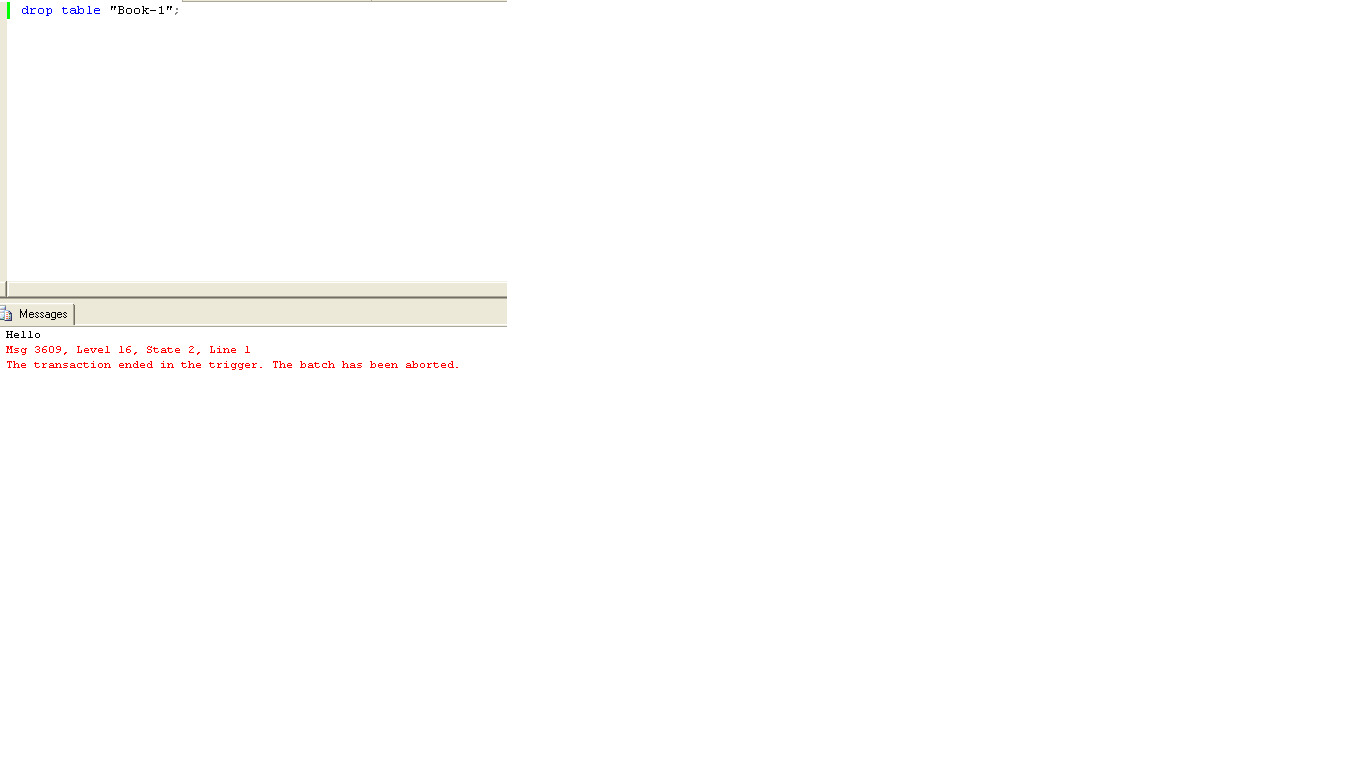 drop table "Book-1";
Messages
Hello
Msg 3609, Level 16, State 2, Line 1
The transaction ended in the trigger. The batch has been aborted.